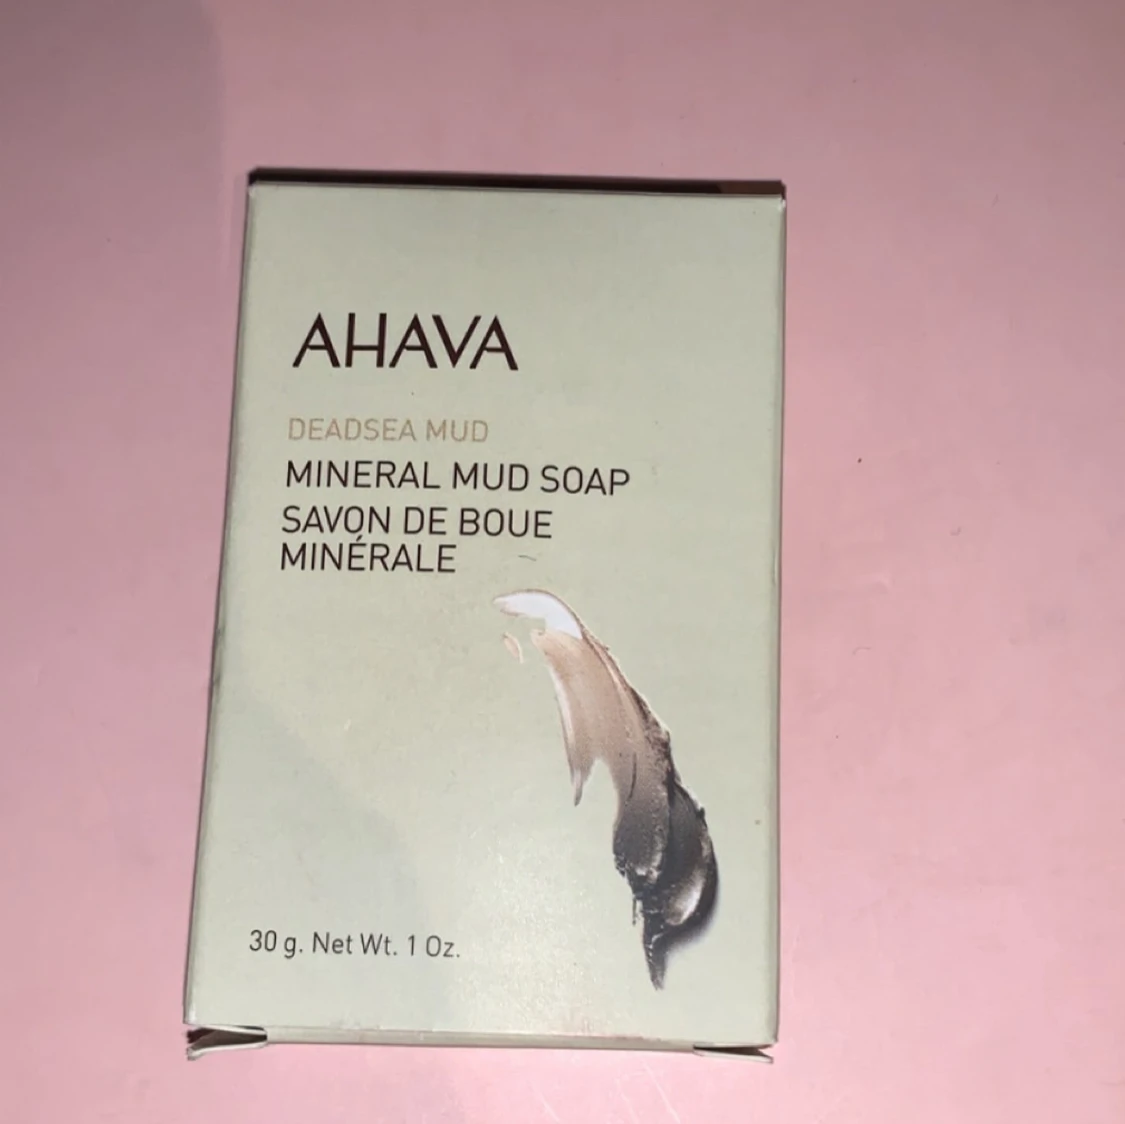 AHAVA
DEADSEA MUD
MINERAL MUD SOAP
SAVON DE BOUE
MINÉRALE
30 g. Net Wt. 1 Oz.